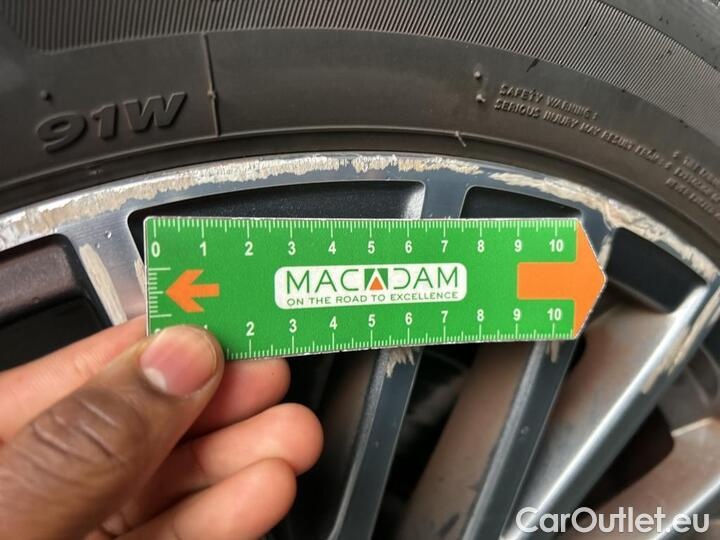 91W
SAFETY WARNING:
SERIOUS INJURY MAY RESULT FROM:
0 1 2 3 4 5 6 7 8 9 10
MACADAM
ON THE ROAD TO EXCELLENCE
1 2 3 4 5 6 7 8 9 10
CarOutlet.eu